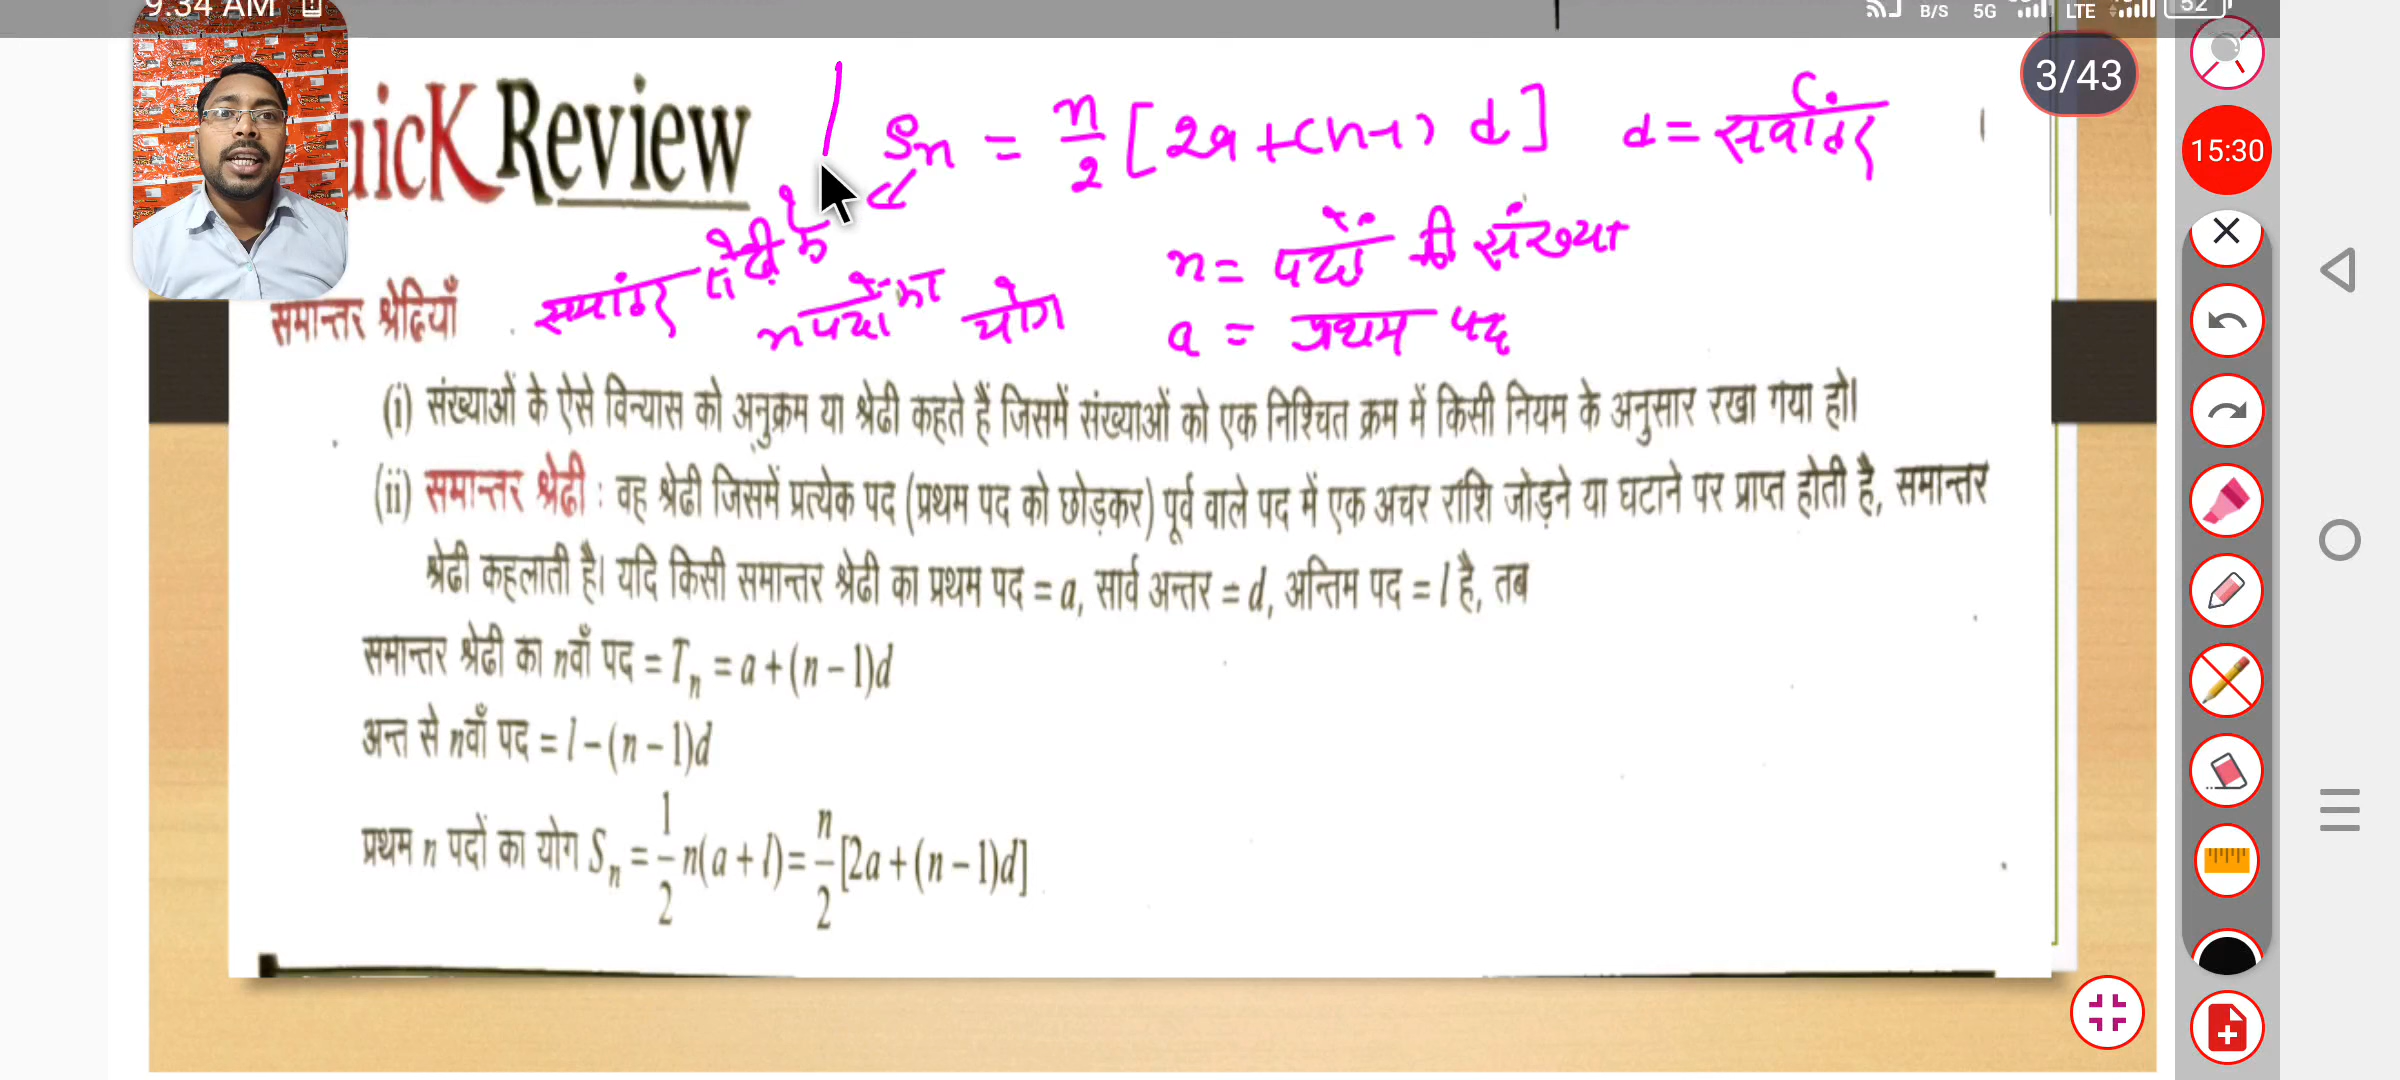 9:34 AM
B/S 5G LTE 52
3/43
uicK Review
15:30
Sn = n/2 [2a+(n-1) d] d = सर्वांतर
समांतर श्रेढ़ी के n पदों का योग
n = पदों की संख्या
a = प्रथम पद
समान्तर श्रेढियाँ
(i) संख्याओं के ऐसे विन्यास को अनुक्रम या श्रेढी कहते हैं जिसमें संख्याओं को एक निश्चित क्रम में किसी नियम के अनुसार रखा गया हो।
(ii) समान्तर श्रेढी : वह श्रेढी जिसमें प्रत्येक पद (प्रथम पद को छोड़कर) पूर्व वाले पद में एक अचर राशि जोड़ने या घटाने पर प्राप्त होती है, समान्तर
श्रेढी कहलाती है। यदि किसी समान्तर श्रेढी का प्रथम पद = a, सार्व अन्तर = d, अन्तिम पद = l है, तब
समान्तर श्रेढी का nवाँ पद = Tn = a + (n – 1)d
अन्त से nवाँ पद = l – (n – 1)d
प्रथम n पदों का योग Sn = 1/2 n(a + l) = n/2 [2a + (n – 1)d]